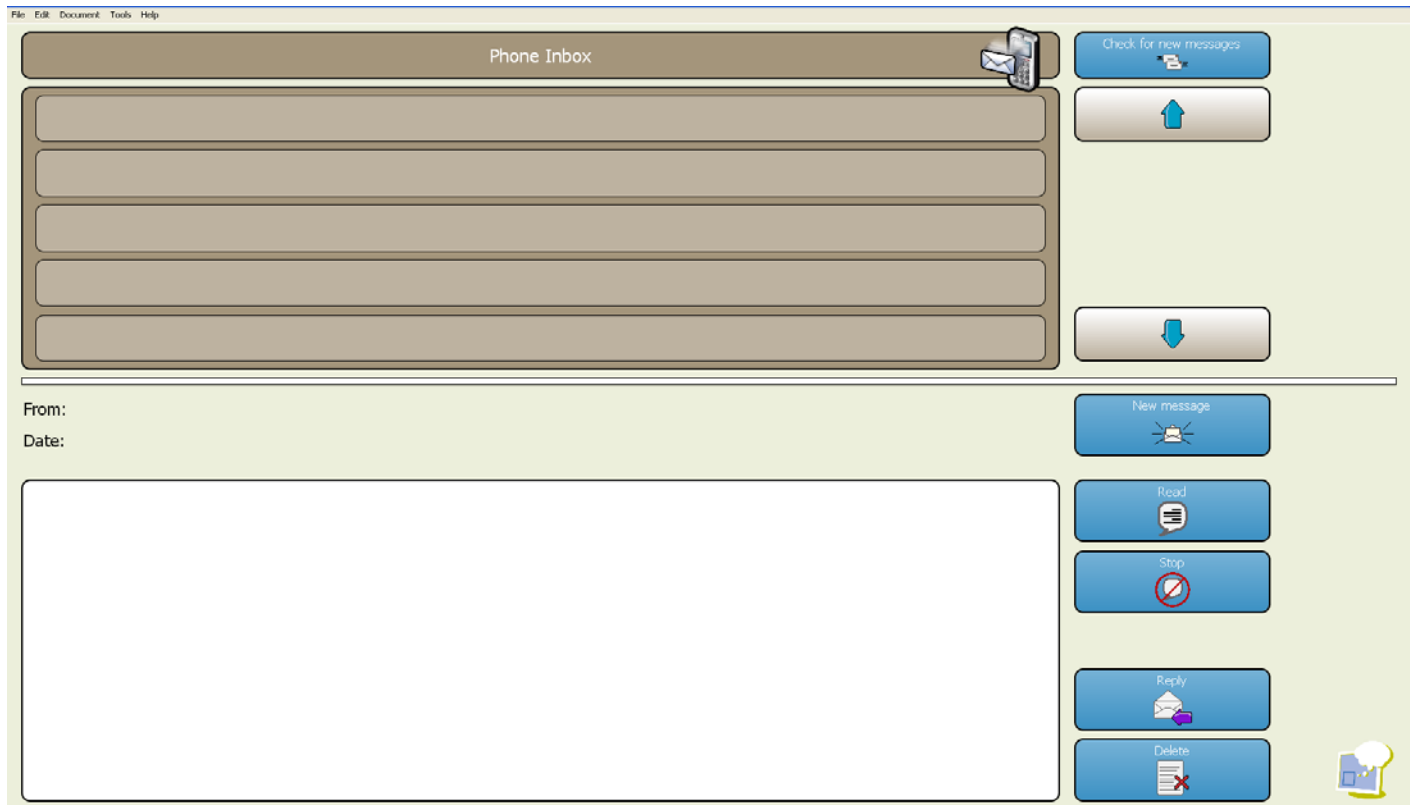 File Edit Document Tools Help
Phone Inbox
Check for new messages
From:
New message
Date:
Read
Stop
Reply
Delete